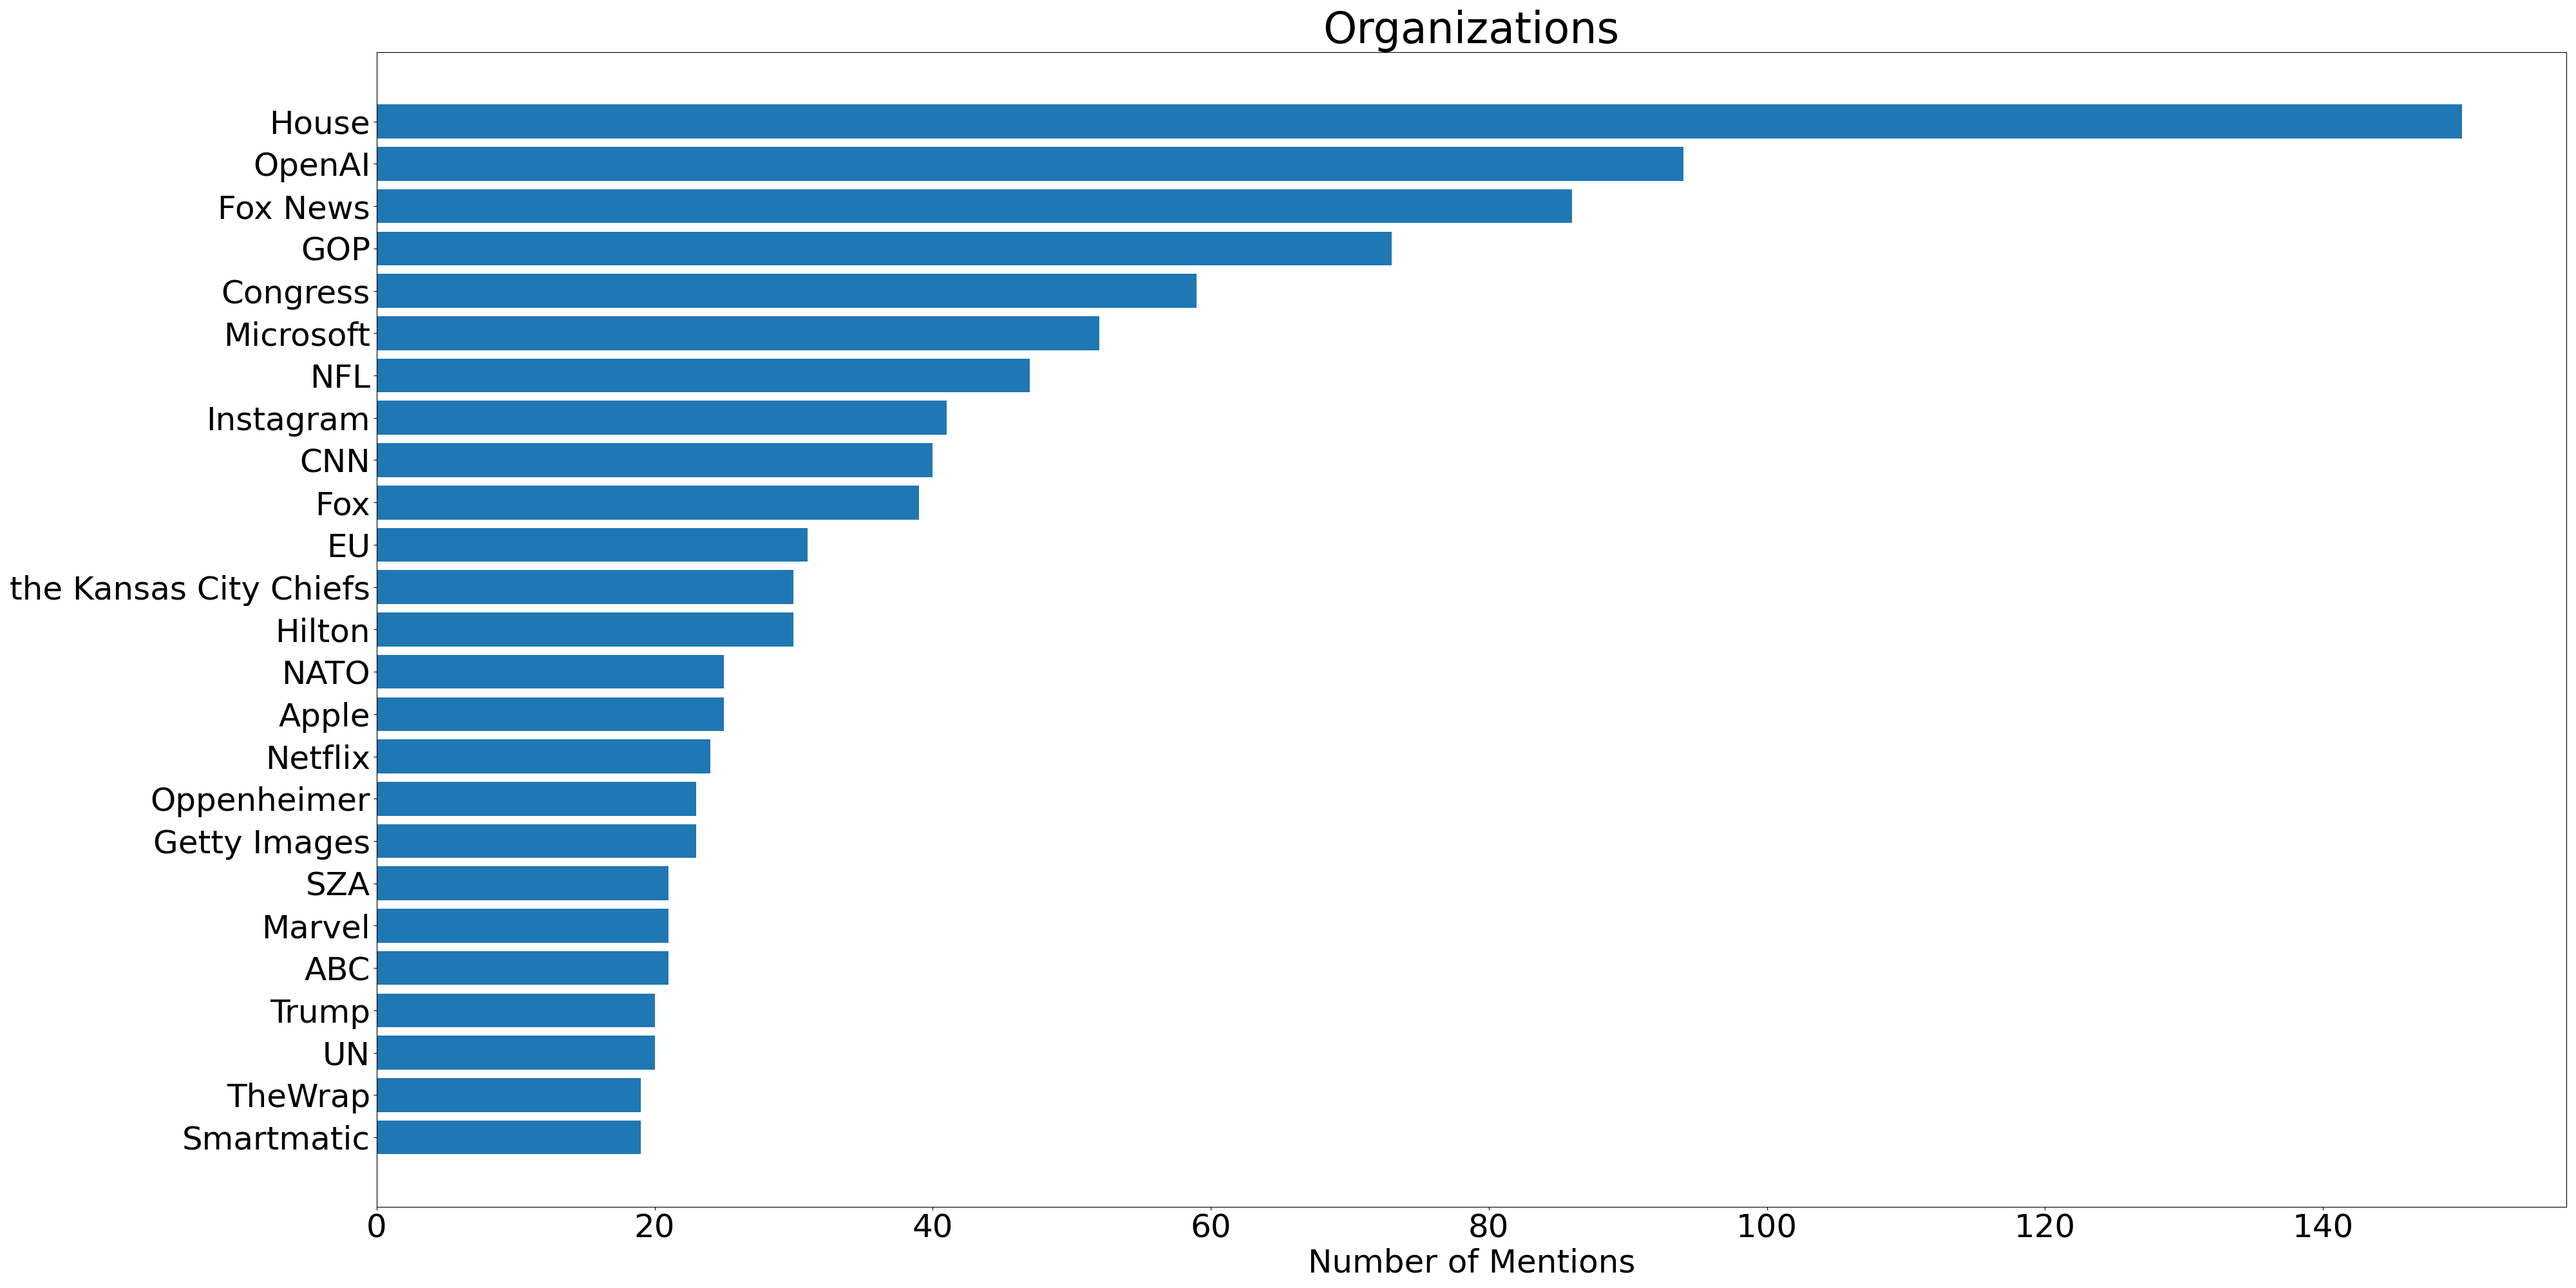 Organizations
House
OpenAI
Fox News
GOP
Congress
Microsoft
NFL
Instagram
CNN
Fox
EU
the Kansas City Chiefs
Hilton
NATO
Apple
Netflix
Oppenheimer
Getty Images
SZA
Marvel
ABC
Trump
UN
TheWrap
Smartmatic
0 20 40 60 80 100 120 140
Number of Mentions